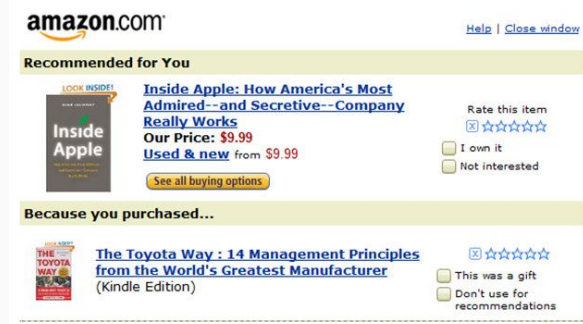 amazon.com
Help | Close window
Recommended for You
LOOK INSIDE!
Inside Apple
Inside Apple: How America's Most
Admired--and Secretive--Company
Really Works
Our Price: $9.99
Used & new from $9.99
See all buying options
Rate this item
I own it
Not interested
Because you purchased...
LOOK INSIDE!
THE
TOYOTA
WAY
The Toyota Way : 14 Management Principles
from the World's Greatest Manufacturer
(Kindle Edition)
This was a gift
Don't use for
recommendations